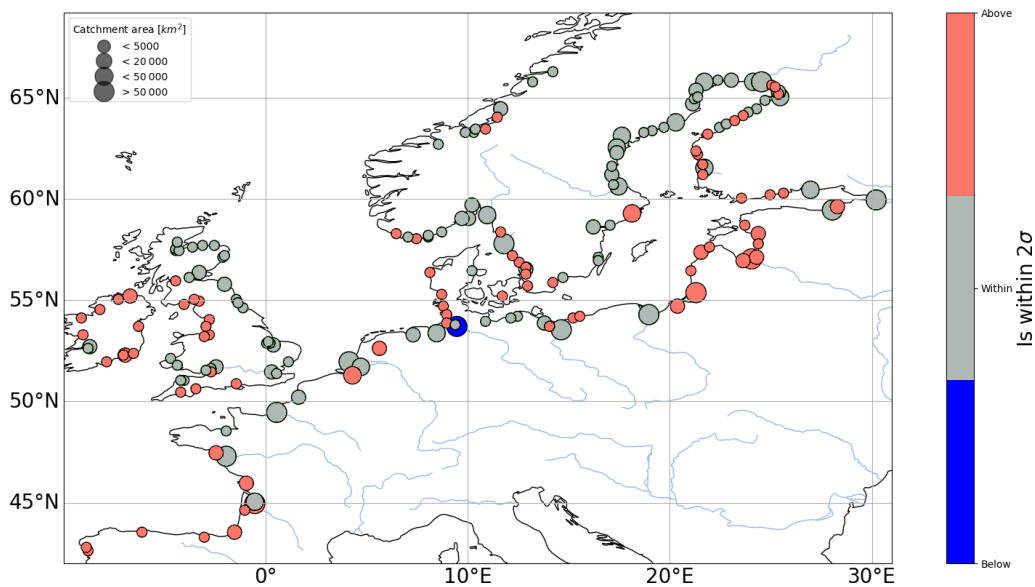 Catchment area [km²]
< 5000
< 20 000
< 50 000
> 50 000
65°N
60°N
55°N
50°N
45°N
0°
10°E
20°E
30°E
Above
Within
Below
Is within 2σ